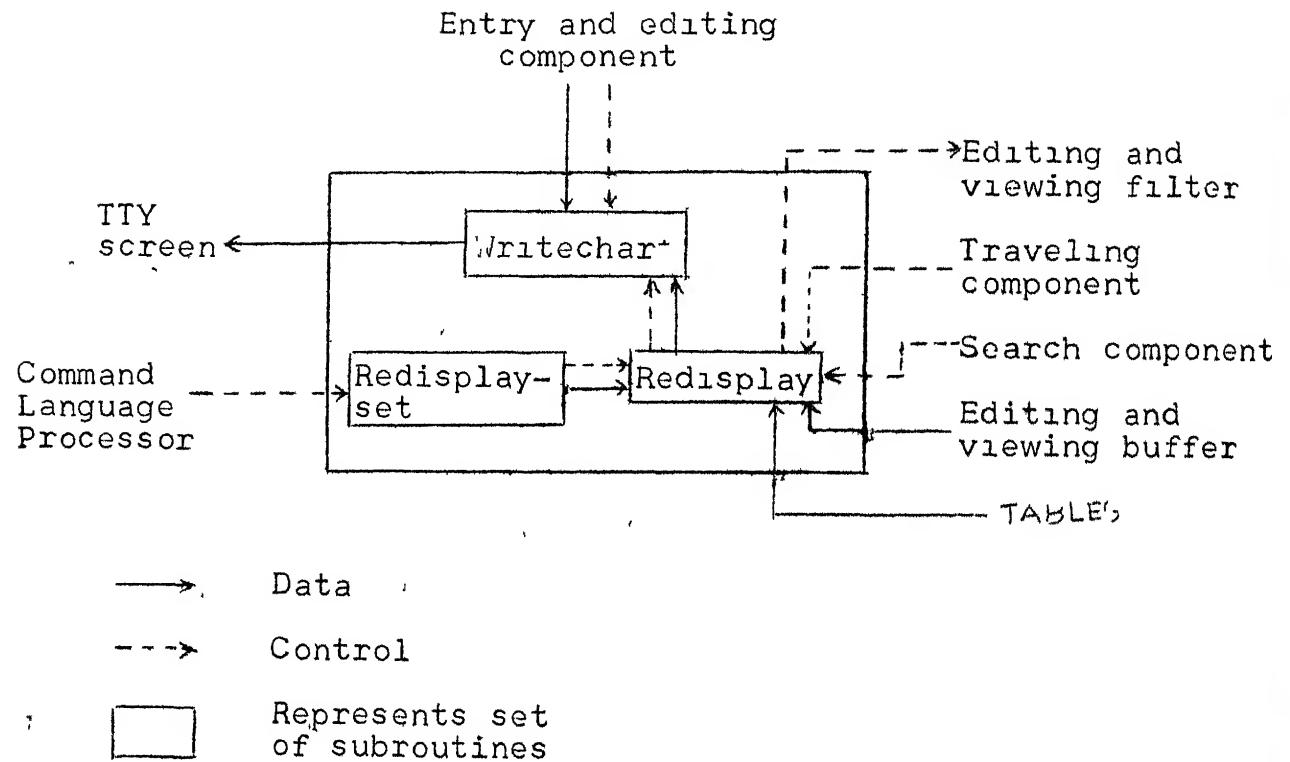 Entry and editing
component
Editing and
viewing filter
TTY
screen
Writechar
Traveling
component
Search component
Command
Language
Processor
Redisplay-
set
Redisplay
Editing and
viewing buffer
TABLES
Data
Control
Represents set
of subroutines